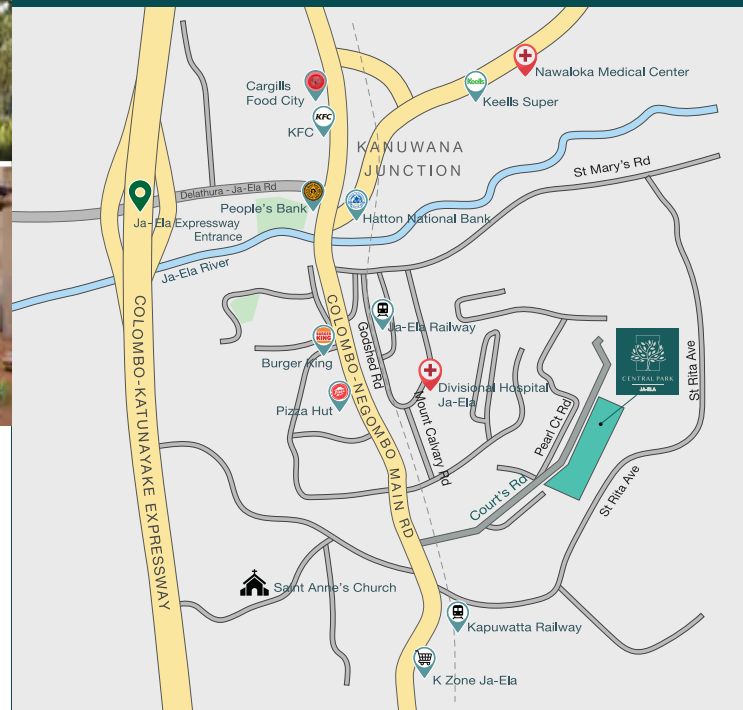 Nawaloka Medical Center
Cargills
Food City
Keells
Keells Super
KFC
KFC
KANUWANA
JUNCTION
St Mary's Rd
Delathura - Ja-Ela Rd
People's Bank
Hatton National Bank
Ja-Ela Expressway
Entrance
Ja-Ela River
COLOMBO-KATUNAYAKE EXPRESSWAY
COLOMBO-NEGOMBO MAIN RD
Godshed Rd
Ja-Ela Railway
BURGER
KING
Burger King
Divisional Hospital
Ja-Ela
Pizza Hut
Mount Calvary Rd
CENTRAL PARK
JA-ELA
St Rita Ave
Pearl Ct Rd
Court's Rd
St Rita Ave
Saint Anne's Church
Kapuwatta Railway
K Zone Ja-Ela